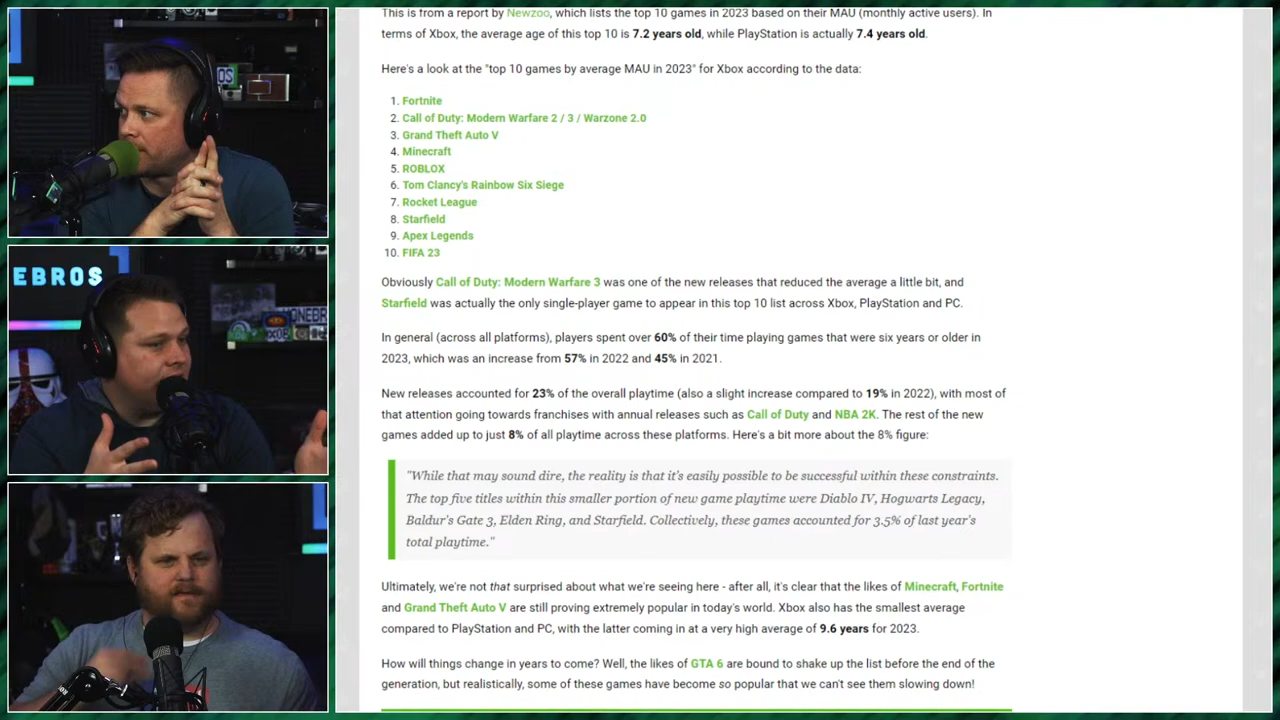 This is from a report by Newzoo, which lists the top 10 games in 2023 based on their MAU (monthly active users). In
terms of Xbox, the average age of this top 10 is 7.2 years old, while PlayStation is actually 7.4 years old.
Here's a look at the "top 10 games by average MAU in 2023" for Xbox according to the data:
1. Fortnite
2. Call of Duty: Modern Warfare 2 / 3 / Warzone 2.0
3. Grand Theft Auto V
4. Minecraft
5. ROBLOX
6. Tom Clancy's Rainbow Six Siege
7. Rocket League
8. Starfield
9. Apex Legends
10. FIFA 23
Obviously Call of Duty: Modern Warfare 3 was one of the new releases that reduced the average a little bit, and
Starfield was actually the only single-player game to appear in this top 10 list across Xbox, PlayStation and PC.
In general (across all platforms), players spent over 60% of their time playing games that were six years or older in
2023, which was an increase from 57% in 2022 and 45% in 2021.
New releases accounted for 23% of the overall playtime (also a slight increase compared to 19% in 2022), with most of
that attention going towards franchises with annual releases such as Call of Duty and NBA 2K. The rest of the new
games added up to just 8% of all playtime across these platforms. Here's a bit more about the 8% figure:
"While that may sound dire, the reality is that it's easily possible to be successful within these constraints.
The top five titles within this smaller portion of new game playtime were Diablo IV, Hogwarts Legacy,
Baldur's Gate 3, Elden Ring, and Starfield. Collectively, these games accounted for 3.5% of last year's
total playtime."
Ultimately, we're not that surprised about what we're seeing here - after all, it's clear that the likes of Minecraft, Fortnite
and Grand Theft Auto V are still proving extremely popular in today's world. Xbox also has the smallest average
compared to PlayStation and PC, with the latter coming in at a very high average of 9.6 years for 2023.
How will things change in years to come? Well, the likes of GTA 6 are bound to shake up the list before the end of the
generation, but realistically, some of these games have become so popular that we can't see them slowing down!
OS
EBROS
ONEBR